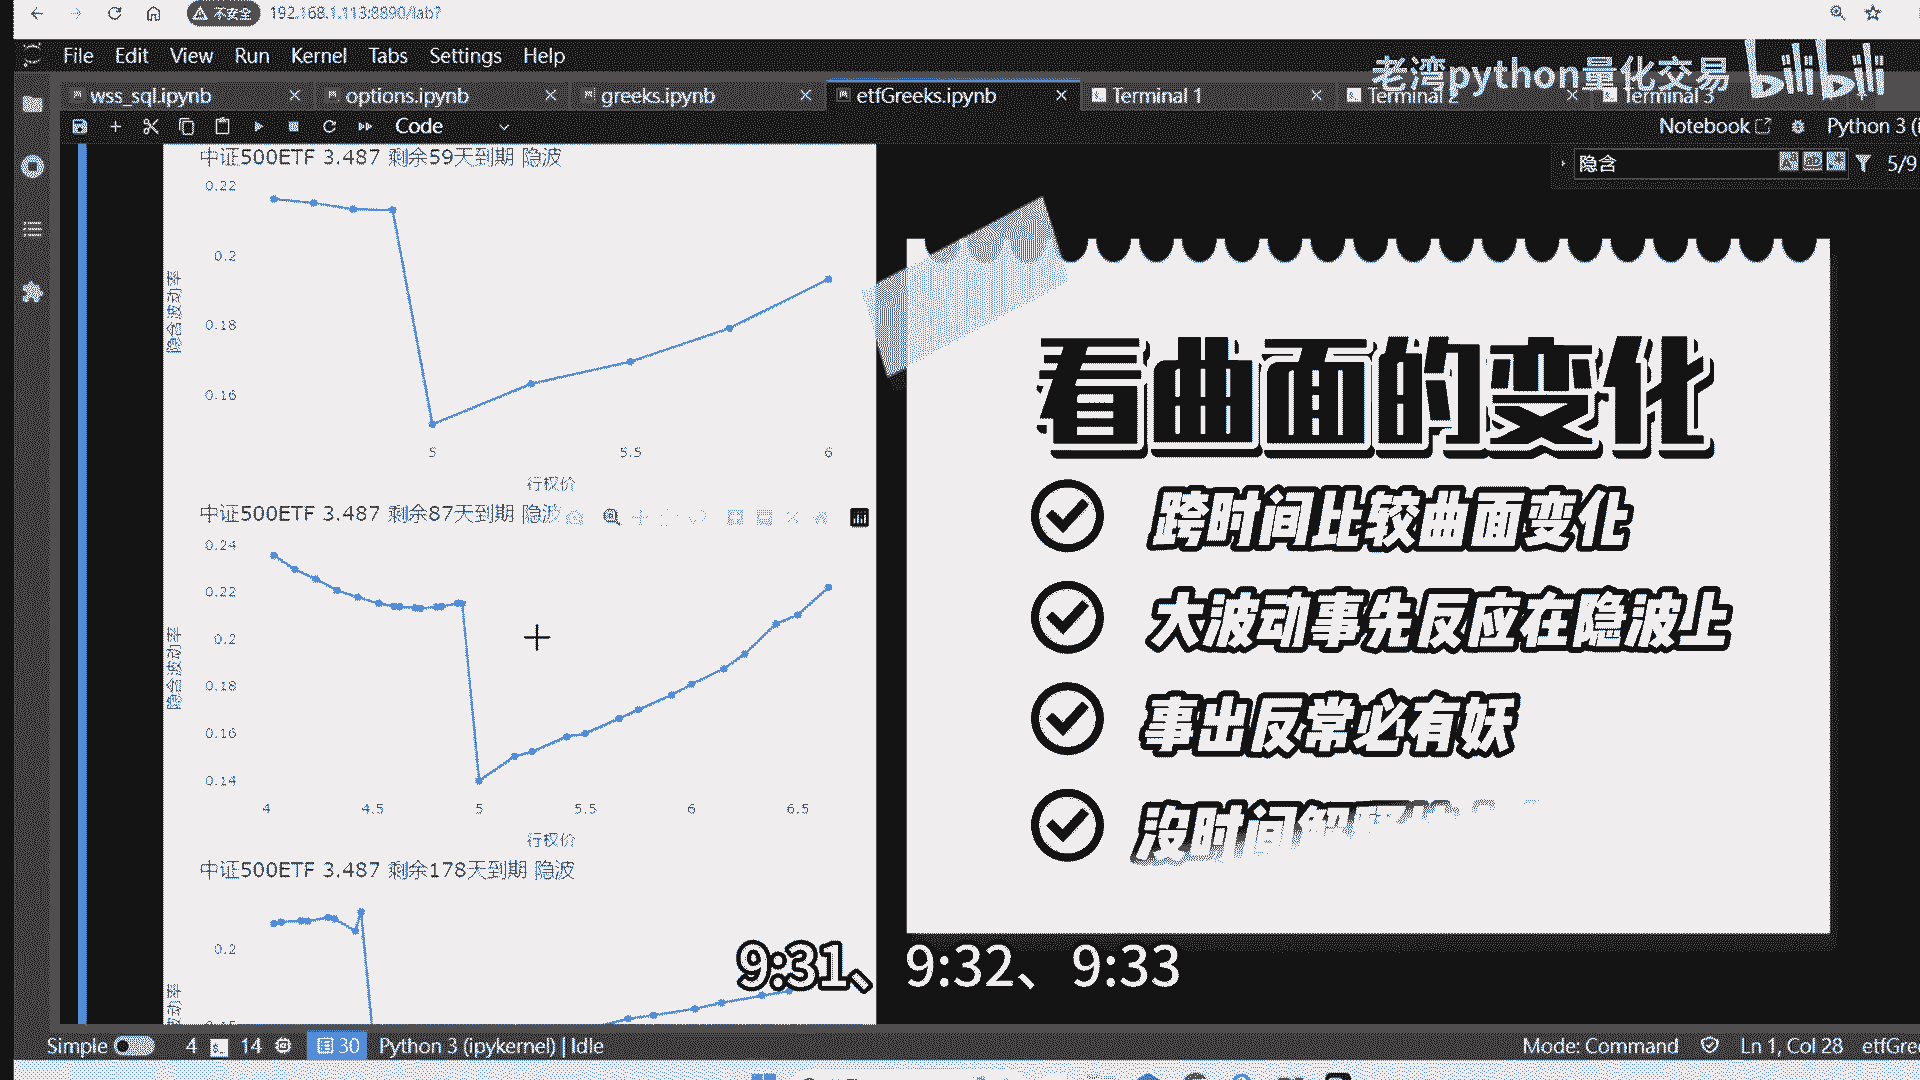 不安全 192.168.1.113:8890/lab?
File Edit View Run Kernel Tabs Settings Help
老湾python量化交易 bilibili
wss_sql.ipynb options.ipynb greeks.ipynb etfGreeks.ipynb Terminal 1 Terminal 2 Terminal 3
Code Notebook Python 3 (i
隐含 5/9
中证500ETF 3.487 剩余59天到期 隐波
0.22
0.2
0.18
0.16
隐含波动率
5 5.5 6
行权价
中证500ETF 3.487 剩余87天到期 隐波
0.24
0.22
0.2
0.18
0.16
0.14
隐含波动率
4 4.5 5 5.5 6 6.5
行权价
中证500ETF 3.487 剩余178天到期 隐波
0.2
波动率
看曲面的变化
跨时间比较曲面变化
大波动事先反应在隐波上
事出反常必有妖
没时间解释
9:31、 9:32、 9:33
Simple 4 14 30 Python 3 (ipykernel) | Idle Mode: Command Ln 1, Col 28 etfGre